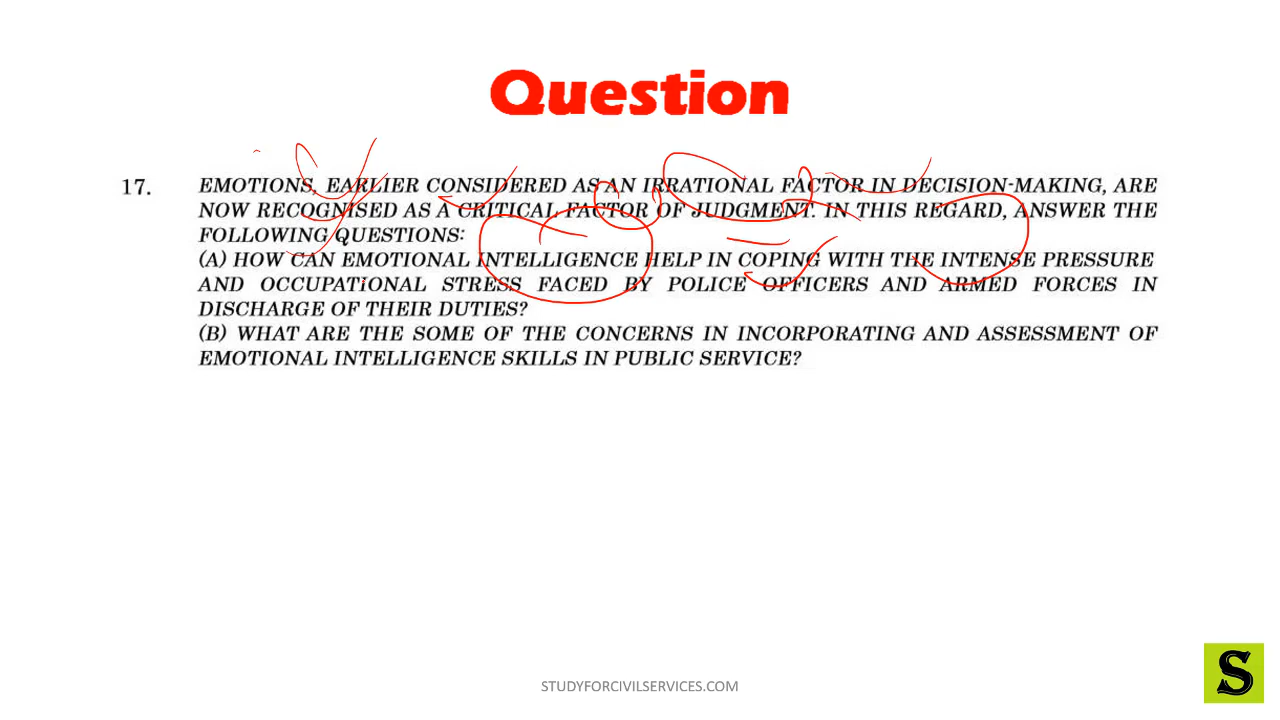 Question
17. EMOTIONS, EARLIER CONSIDERED AS AN IRRATIONAL FACTOR IN DECISION-MAKING, ARE
NOW RECOGNISED AS A CRITICAL FACTOR OF JUDGMENT. IN THIS REGARD, ANSWER THE
FOLLOWING QUESTIONS:
(A) HOW CAN EMOTIONAL INTELLIGENCE HELP IN COPING WITH THE INTENSE PRESSURE
AND OCCUPATIONAL STRESS FACED BY POLICE OFFICERS AND ARMED FORCES IN
DISCHARGE OF THEIR DUTIES?
(B) WHAT ARE THE SOME OF THE CONCERNS IN INCORPORATING AND ASSESSMENT OF
EMOTIONAL INTELLIGENCE SKILLS IN PUBLIC SERVICE?
STUDYFORCIVILSERVICES.COM
S